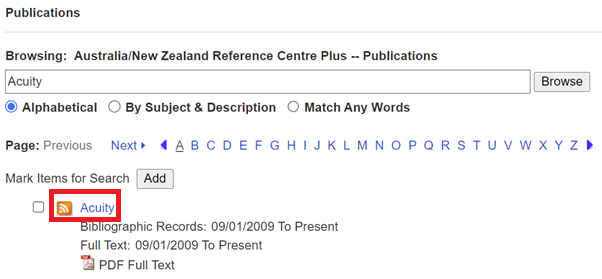 Publications
Browsing: Australia/New Zealand Reference Centre Plus -- Publications
Acuity Browse
Alphabetical By Subject & Description Match Any Words
Page: Previous Next A B C D E F G H I J K L M N O P Q R S T U V W X Y Z
Mark Items for Search Add
Acuity
Bibliographic Records: 09/01/2009 To Present
Full Text: 09/01/2009 To Present
PDF Full Text